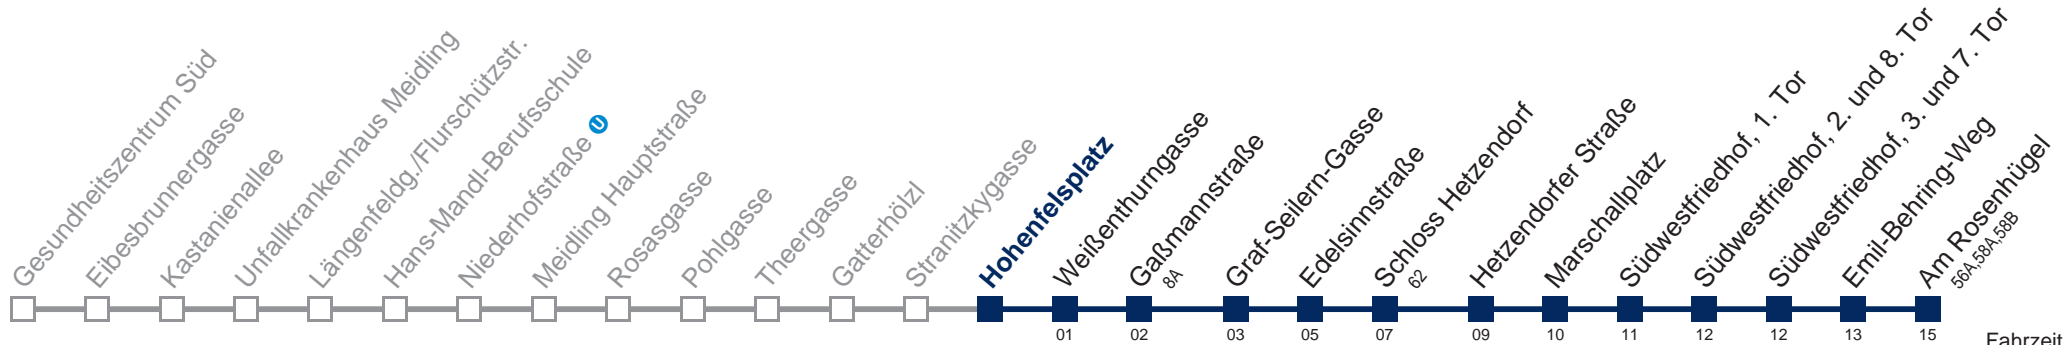 Gesundheitszentrum Süd
Eibesbrunnergasse
Kastanienallee
Unfallkrankenhaus Meidling
Längenfeldg./Flurschützstr.
Hans-Mandl-Berufsschule
Niederhofstraße U
Meidling Hauptstraße
Rosasgasse
Pohlgasse
Theergasse
Gatterhölzl
Stranitzkygasse
Hohenfelsplatz
Weißenthurngasse
01
Gaßmannstraße
8A
02
Graf-Seilern-Gasse
03
Edelsinnstraße
05
Schloss Hetzendorf
62
07
Hetzendorfer Straße
09
Marschallplatz
10
Südwestfriedhof, 1. Tor
11
Südwestfriedhof, 2. und 8. Tor
12
Südwestfriedhof, 3. und 7. Tor
12
Emil-Behring-Weg
13
Am Rosenhügel
56A,58A,58B
15
Fahrzeit